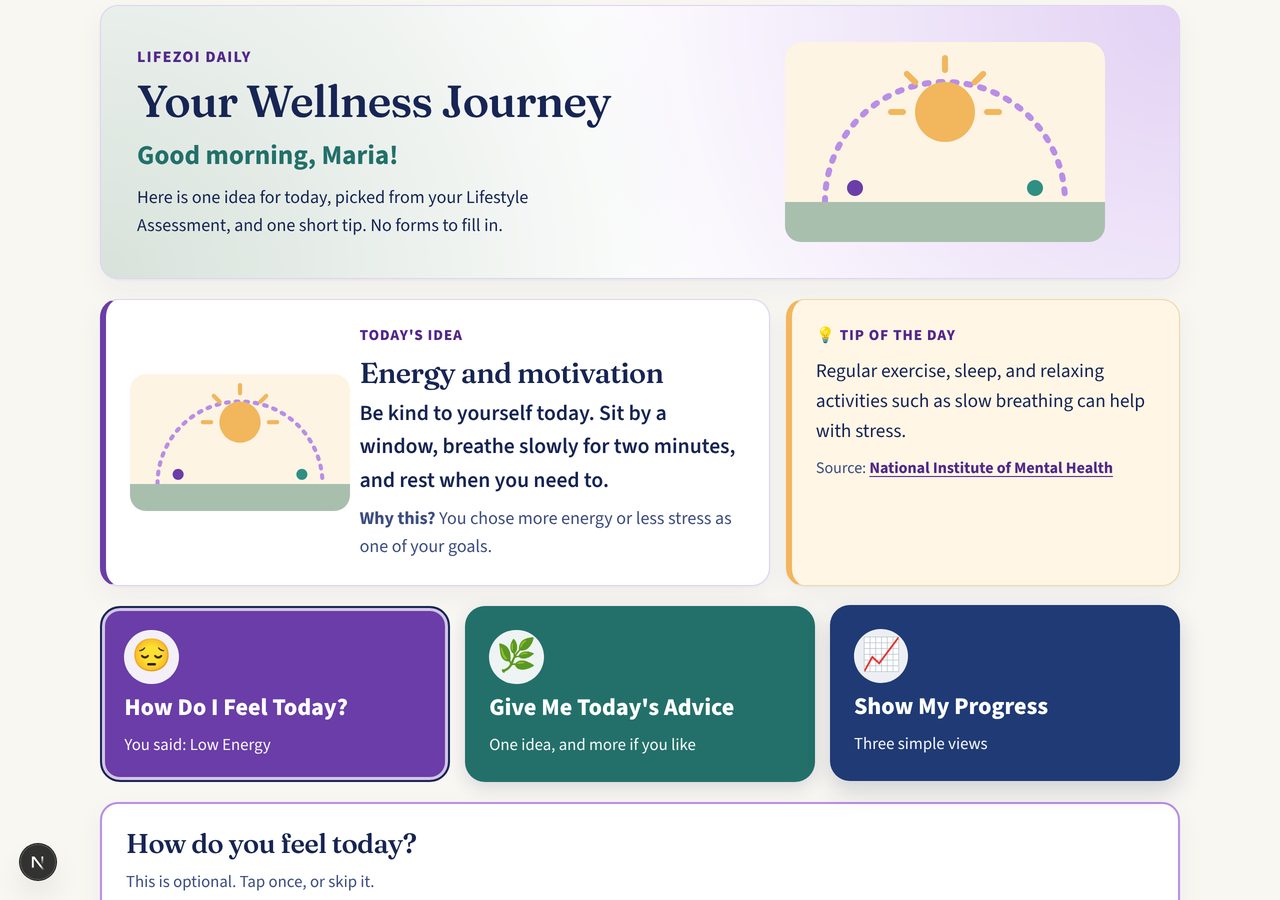 LIFEZOI DAILY
Your Wellness Journey
Good morning, Maria!
Here is one idea for today, picked from your Lifestyle
Assessment, and one short tip. No forms to fill in.
TODAY'S IDEA
Energy and motivation
Be kind to yourself today. Sit by a
window, breathe slowly for two minutes,
and rest when you need to.
Why this? You chose more energy or less stress as
one of your goals.
💡 TIP OF THE DAY
Regular exercise, sleep, and relaxing
activities such as slow breathing can help
with stress.
Source: National Institute of Mental Health
How Do I Feel Today?
You said: Low Energy
Give Me Today's Advice
One idea, and more if you like
Show My Progress
Three simple views
How do you feel today?
This is optional. Tap once, or skip it.
N